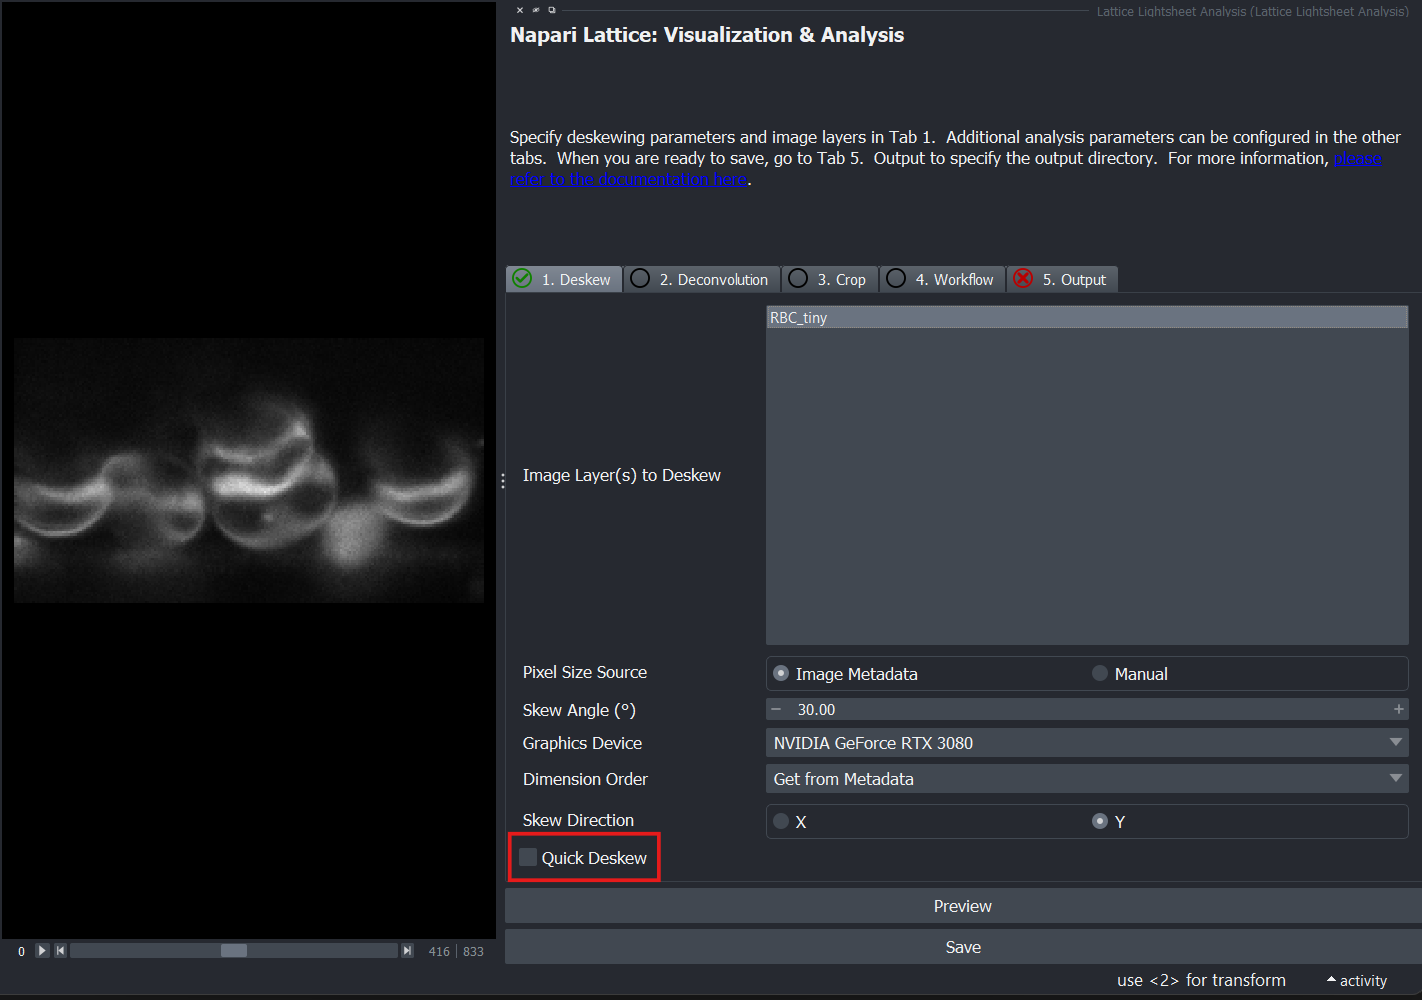 Lattice Lightsheet Analysis (Lattice Lightsheet Analysis)
Napari Lattice: Visualization & Analysis
Specify deskewing parameters and image layers in Tab 1.  Additional analysis parameters can be configured in the other
tabs.  When you are ready to save, go to Tab 5.  Output to specify the output directory.  For more information, please
refer to the documentation here.
1. Deskew 2. Deconvolution 3. Crop 4. Workflow 5. Output
RBC_tiny
Image Layer(s) to Deskew
Pixel Size Source Image Metadata Manual
Skew Angle (°) − 30.00 +
Graphics Device NVIDIA GeForce RTX 3080
Dimension Order Get from Metadata
Skew Direction X Y
Quick Deskew
Preview
Save
0 416 833
use <2> for transform activity